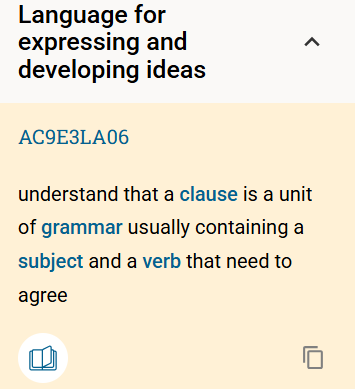 Language for
expressing and
developing ideas
AC9E3LA06
understand that a clause is a unit
of grammar usually containing a
subject and a verb that need to
agree